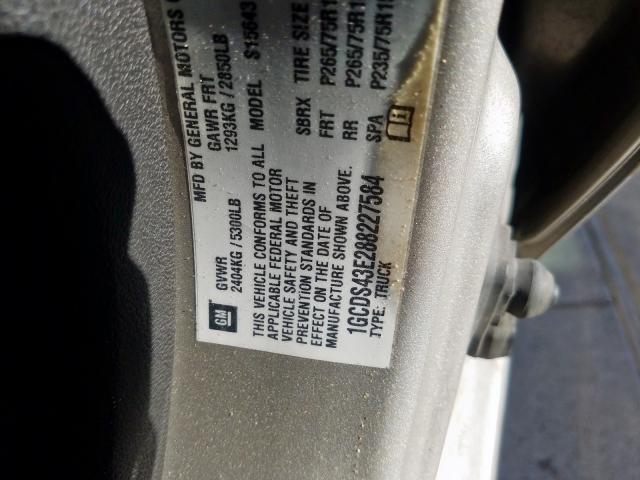 MFD BY GENERAL MOTORS
GVWR GAWR FRT
2404KG/5300LB 1293KG/2850LB
GM
THIS VEHICLE CONFORMS TO ALL
APPLICABLE FEDERAL MOTOR
VEHICLE SAFETY AND THEFT
PREVENTION STANDARDS IN
EFFECT ON THE DATE OF
MANUFACTURE SHOWN ABOVE.
1GCDS43E288227584
TYPE: TRUCK
MODEL S15643
SBRX TIRE SIZE
FRT P265/75R1
RR P265/75R1
SPA P235/75R1